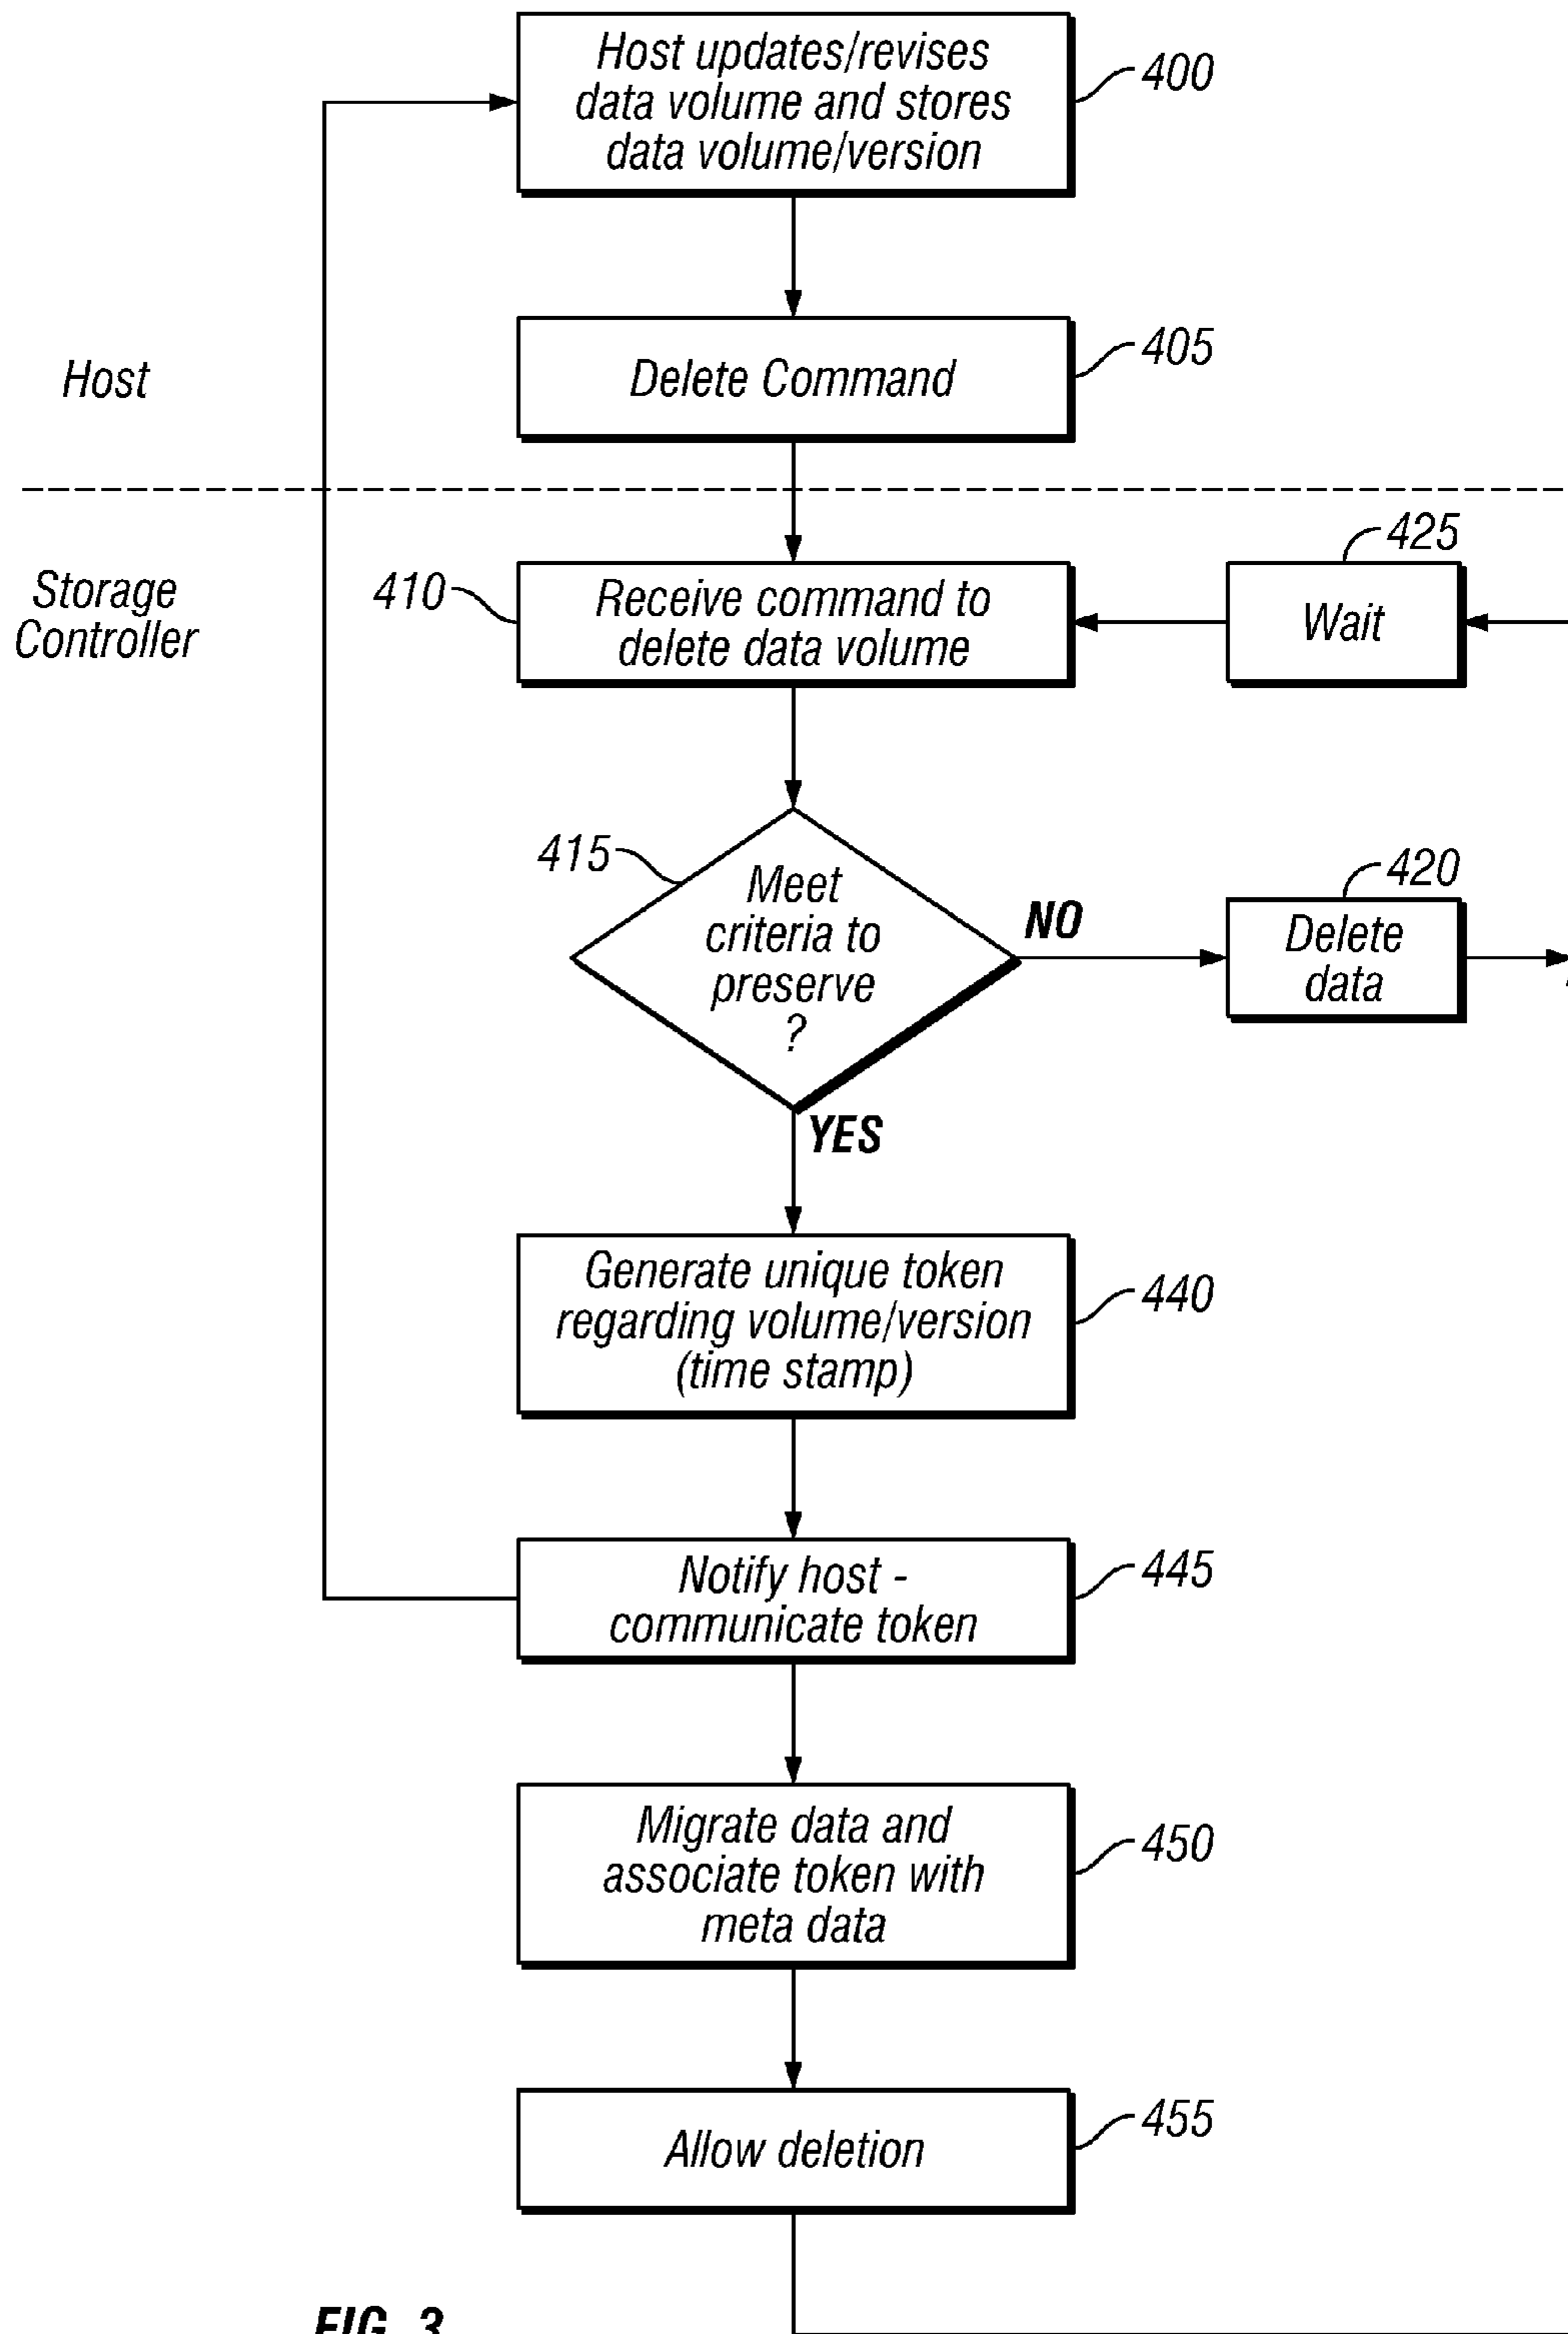 Host updates/revises
data volume and stores
data volume/version
400
Host
Delete Command
405
Storage
Controller
410
Receive command to
delete data volume
425
Wait
415
Meet
criteria to
preserve
?
NO
420
Delete
data
YES
Generate unique token
regarding volume/version
(time stamp)
440
Notify host -
communicate token
445
Migrate data and
associate token with
meta data
450
Allow deletion
455
FIG. 3